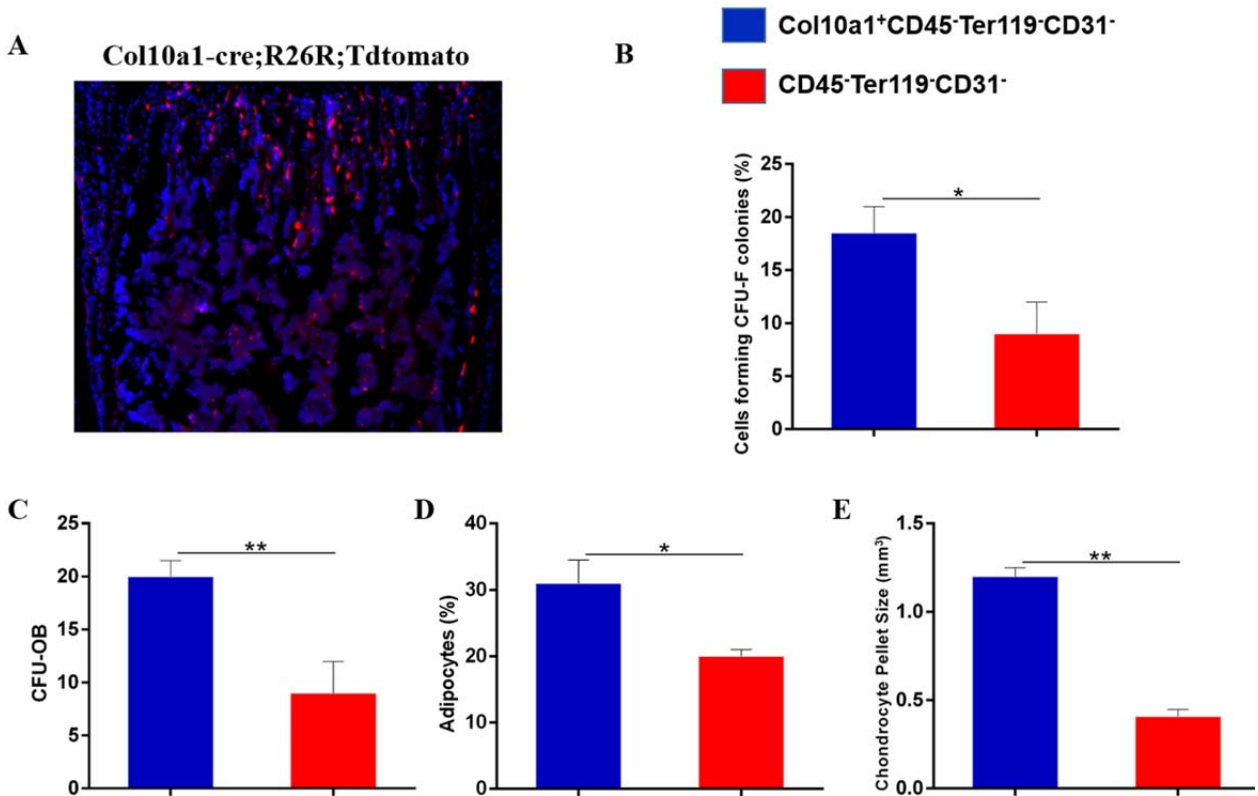 A
Col10a1-cre;R26R;Tdtomato
B
Col10a1⁺CD45⁻Ter119⁻CD31⁻
CD45⁻Ter119⁻CD31⁻
Cells forming CFU-F colonies (%)
25
20
15
10
5
0
*
C
CFU-OB
25
20
15
10
5
0
**
D
Adipocytes (%)
40
30
20
10
0
*
E
Chondrocyte Pellet Size (mm³)
1.5
1.0
0.5
0.0
**